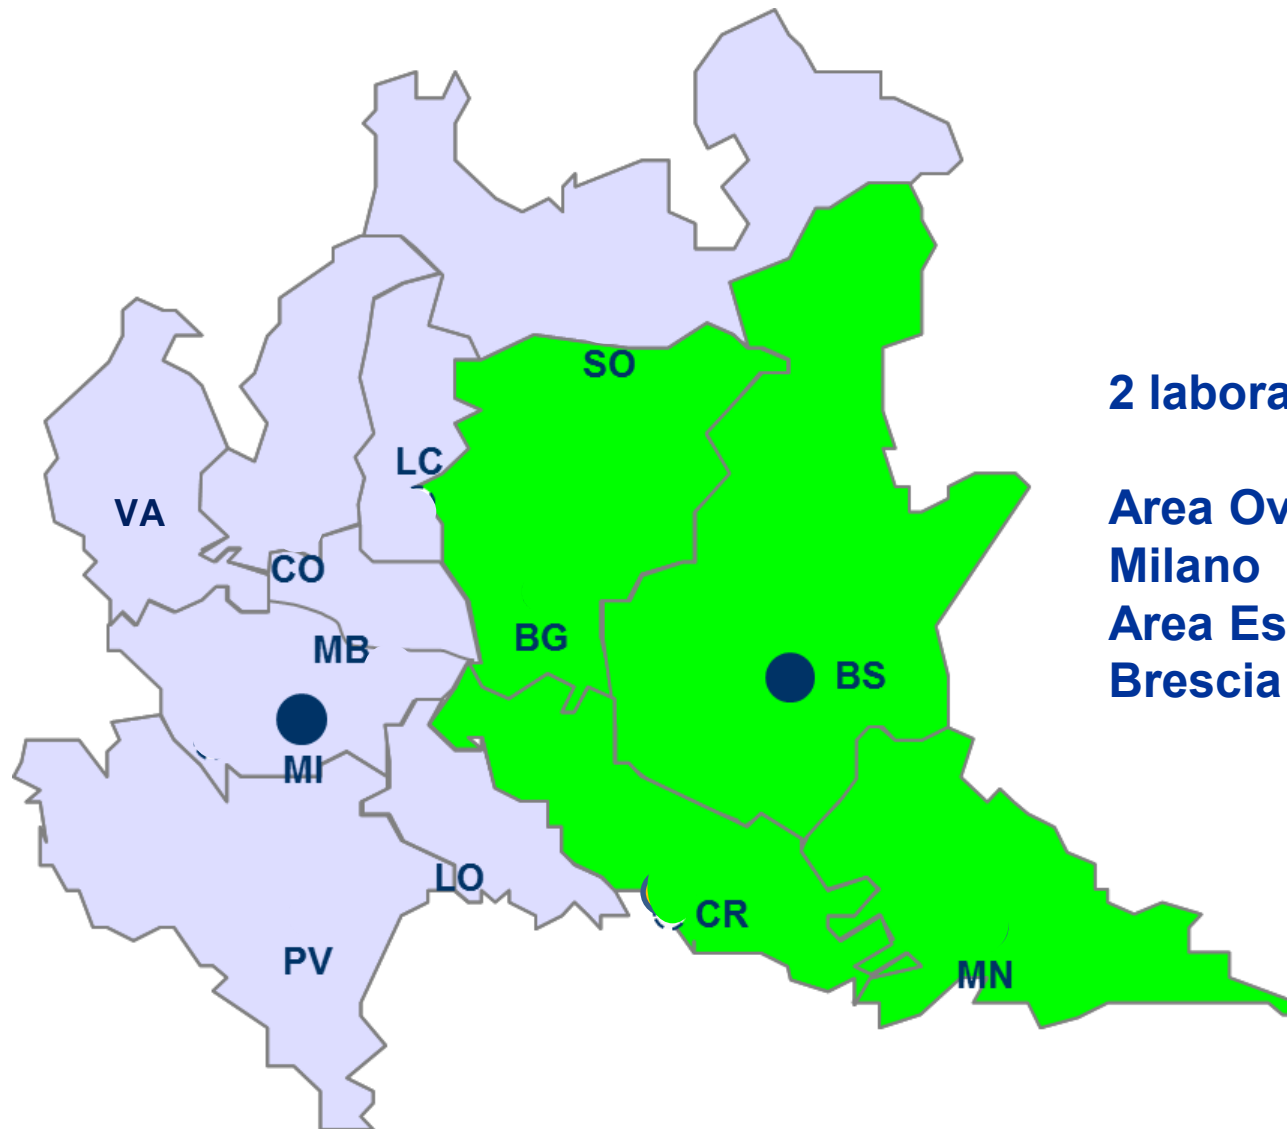 SO
LC
VA
CO
MB
BG
BS
MI
LO
CR
PV
MN
2 labora
Area Ov
Milano
Area Es
Brescia